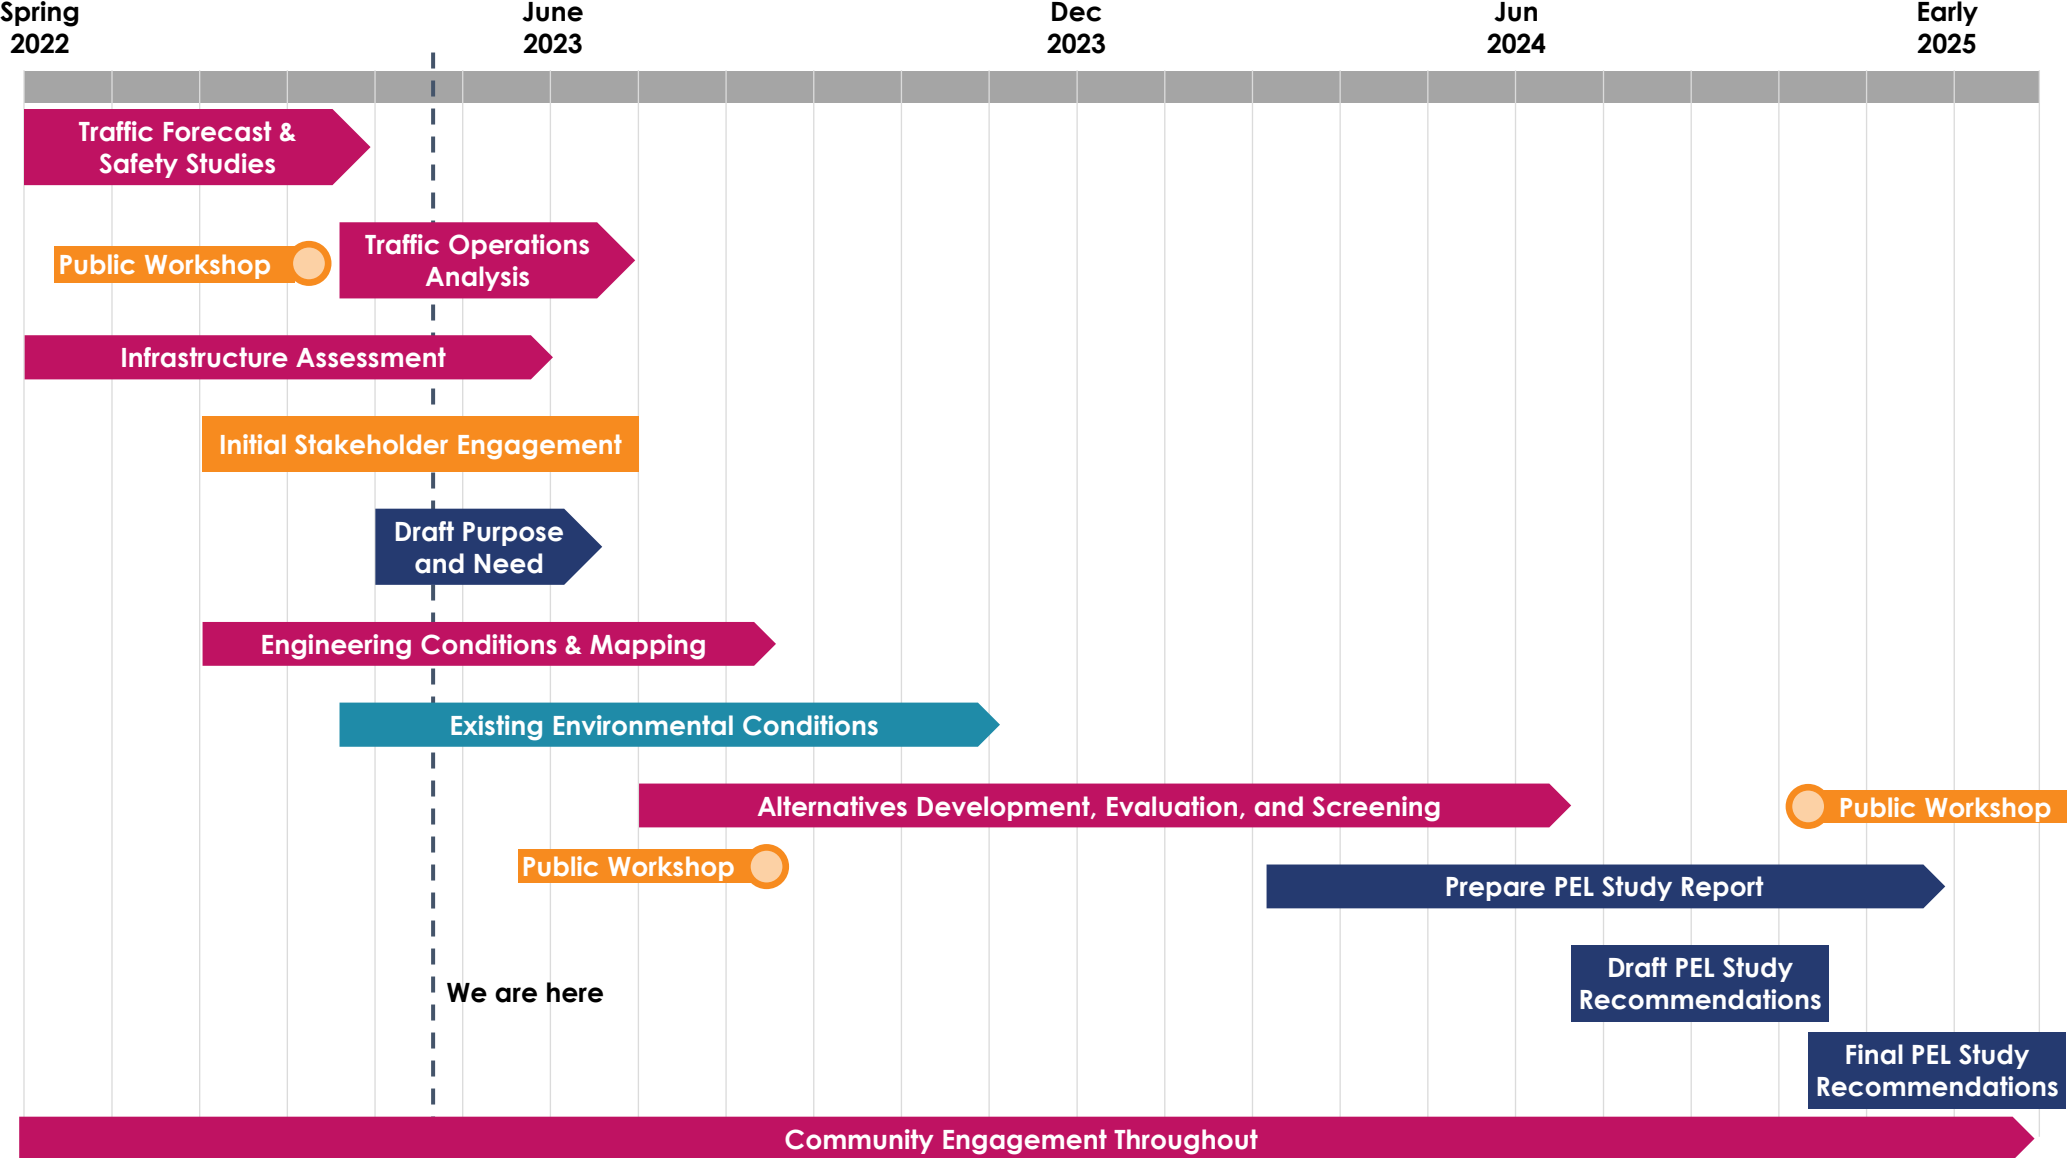 Spring
2022
June
2023
Dec
2023
Jun
2024
Early
2025
Traffic Forecast &
Safety Studies
Public Workshop
Traffic Operations
Analysis
Infrastructure Assessment
Initial Stakeholder Engagement
Draft Purpose
and Need
Engineering Conditions & Mapping
Existing Environmental Conditions
Alternatives Development, Evaluation, and Screening
Public Workshop
Public Workshop
Prepare PEL Study Report
Draft PEL Study
Recommendations
We are here
Final PEL Study
Recommendations
Community Engagement Throughout